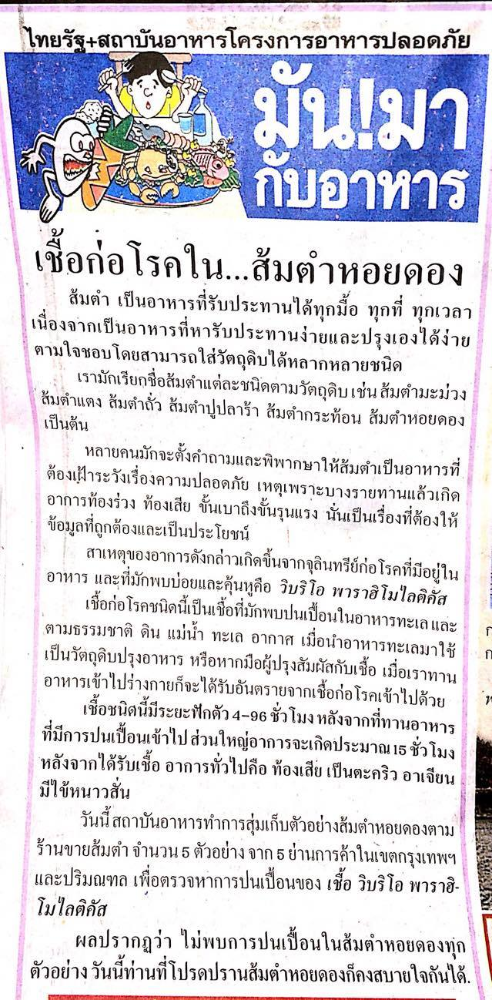 ไทยรัฐ+สถาบันอาหารโครงการอาหารปลอดภัย
มัน!มา
กับอาหาร
เชื้อก่อโรคใน...ส้มตำหอยดอง
ส้มตำ เป็นอาหารที่รับประทานได้ทุกมื้อ ทุกที่ ทุกเวลา
เนื่องจากเป็นอาหารที่หารับประทานง่ายและปรุงเองได้ง่าย
ตามใจชอบโดยสามารถใส่วัตถุดิบได้หลากหลายชนิด
เรามักเรียกชื่อส้มตำแต่ละชนิดตามวัตถุดิบ เช่น ส้มตำมะม่วง
ส้มตำแตง ส้มตำถั่ว ส้มตำปูปลาร้า ส้มตำกระท้อน ส้มตำหอยดอง
เป็นต้น
หลายคนมักจะตั้งคำถามและพิพากษาให้ส้มตำเป็นอาหารที่
ต้องเฝ้าระวังเรื่องความปลอดภัย เหตุเพราะบางรายทานแล้วเกิด
อาการท้องร่วง ท้องเสีย ขั้นเบาถึงขั้นรุนแรง นั่นเป็นเรื่องที่ต้องให้
ข้อมูลที่ถูกต้องและเป็นประโยชน์
สาเหตุของอาการดังกล่าวเกิดขึ้นจากจุลินทรีย์ก่อโรคที่มีอยู่ใน
อาหาร และที่มักพบบ่อยและคุ้นหูคือ วิบริโอ พาราฮิโมไลติคัส
เชื้อก่อโรคชนิดนี้เป็นเชื้อที่มักพบปนเปื้อนในอาหารทะเล และ
ตามธรรมชาติ ดิน แม่น้ำ ทะเล อากาศ เมื่อนำอาหารทะเลมาใช้
เป็นวัตถุดิบปรุงอาหาร หรือหากมือผู้ปรุงสัมผัสกับเชื้อ เมื่อเราทาน
อาหารเข้าไปร่างกายก็จะได้รับอันตรายจากเชื้อก่อโรคเข้าไปด้วย
เชื้อชนิดนี้มีระยะฟักตัว 4-96 ชั่วโมง หลังจากที่ทานอาหาร
ที่มีการปนเปื้อนเข้าไป ส่วนใหญ่อาการจะเกิดประมาณ 15 ชั่วโมง
หลังจากได้รับเชื้อ อาการทั่วไปคือ ท้องเสีย เป็นตะคริว อาเจียน
มีไข้หนาวสั่น
วันนี้ สถาบันอาหารทำการสุ่มเก็บตัวอย่างส้มตำหอยดองตาม
ร้านขายส้มตำ จำนวน 5 ตัวอย่าง จาก 5 ย่านการค้าในเขตกรุงเทพฯ
และปริมณฑล เพื่อตรวจหาการปนเปื้อนของ เชื้อ วิบริโอ พาราฮิ-
โมไลติคัส
ผลปรากฏว่า ไม่พบการปนเปื้อนในส้มตำหอยดองทุก
ตัวอย่าง วันนี้ท่านที่โปรดปรานส้มตำหอยดองก็คงสบายใจกันได้.